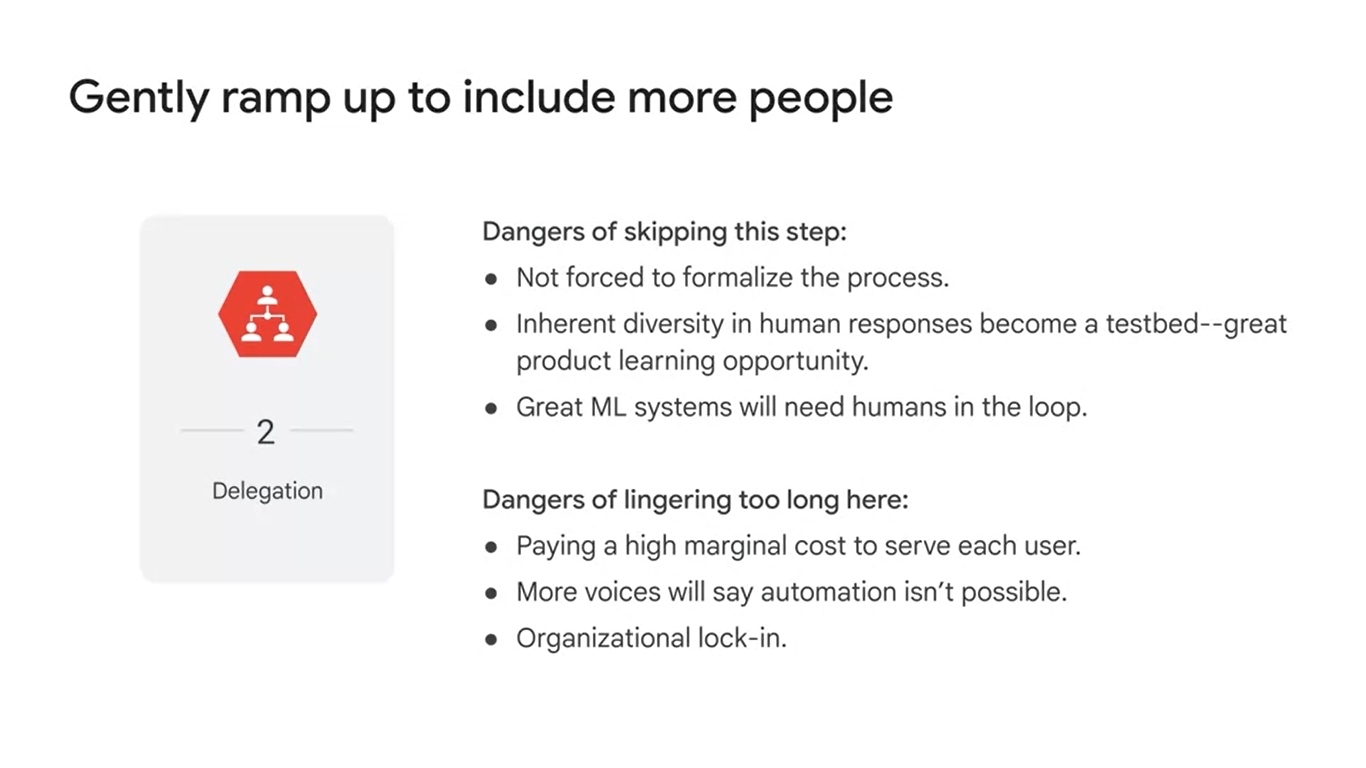 Gently ramp up to include more people
2
Delegation
Dangers of skipping this step:
● Not forced to formalize the process.
● Inherent diversity in human responses become a testbed--great
product learning opportunity.
● Great ML systems will need humans in the loop.
Dangers of lingering too long here:
● Paying a high marginal cost to serve each user.
● More voices will say automation isn’t possible.
● Organizational lock-in.